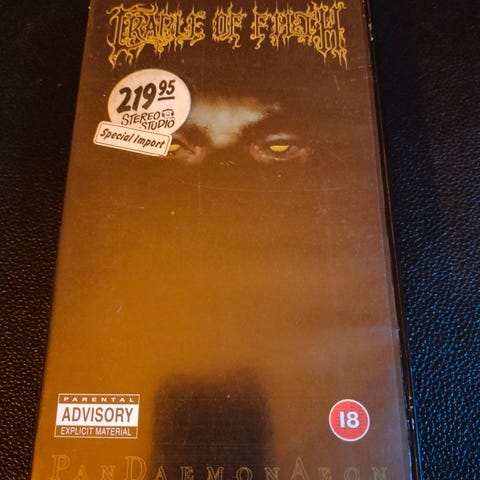 CRADLE OF FILTH
219 95
STEREO
STUDIO
Special Import
PARENTAL
ADVISORY
EXPLICIT MATERIAL
18
PANDAEMONAEON